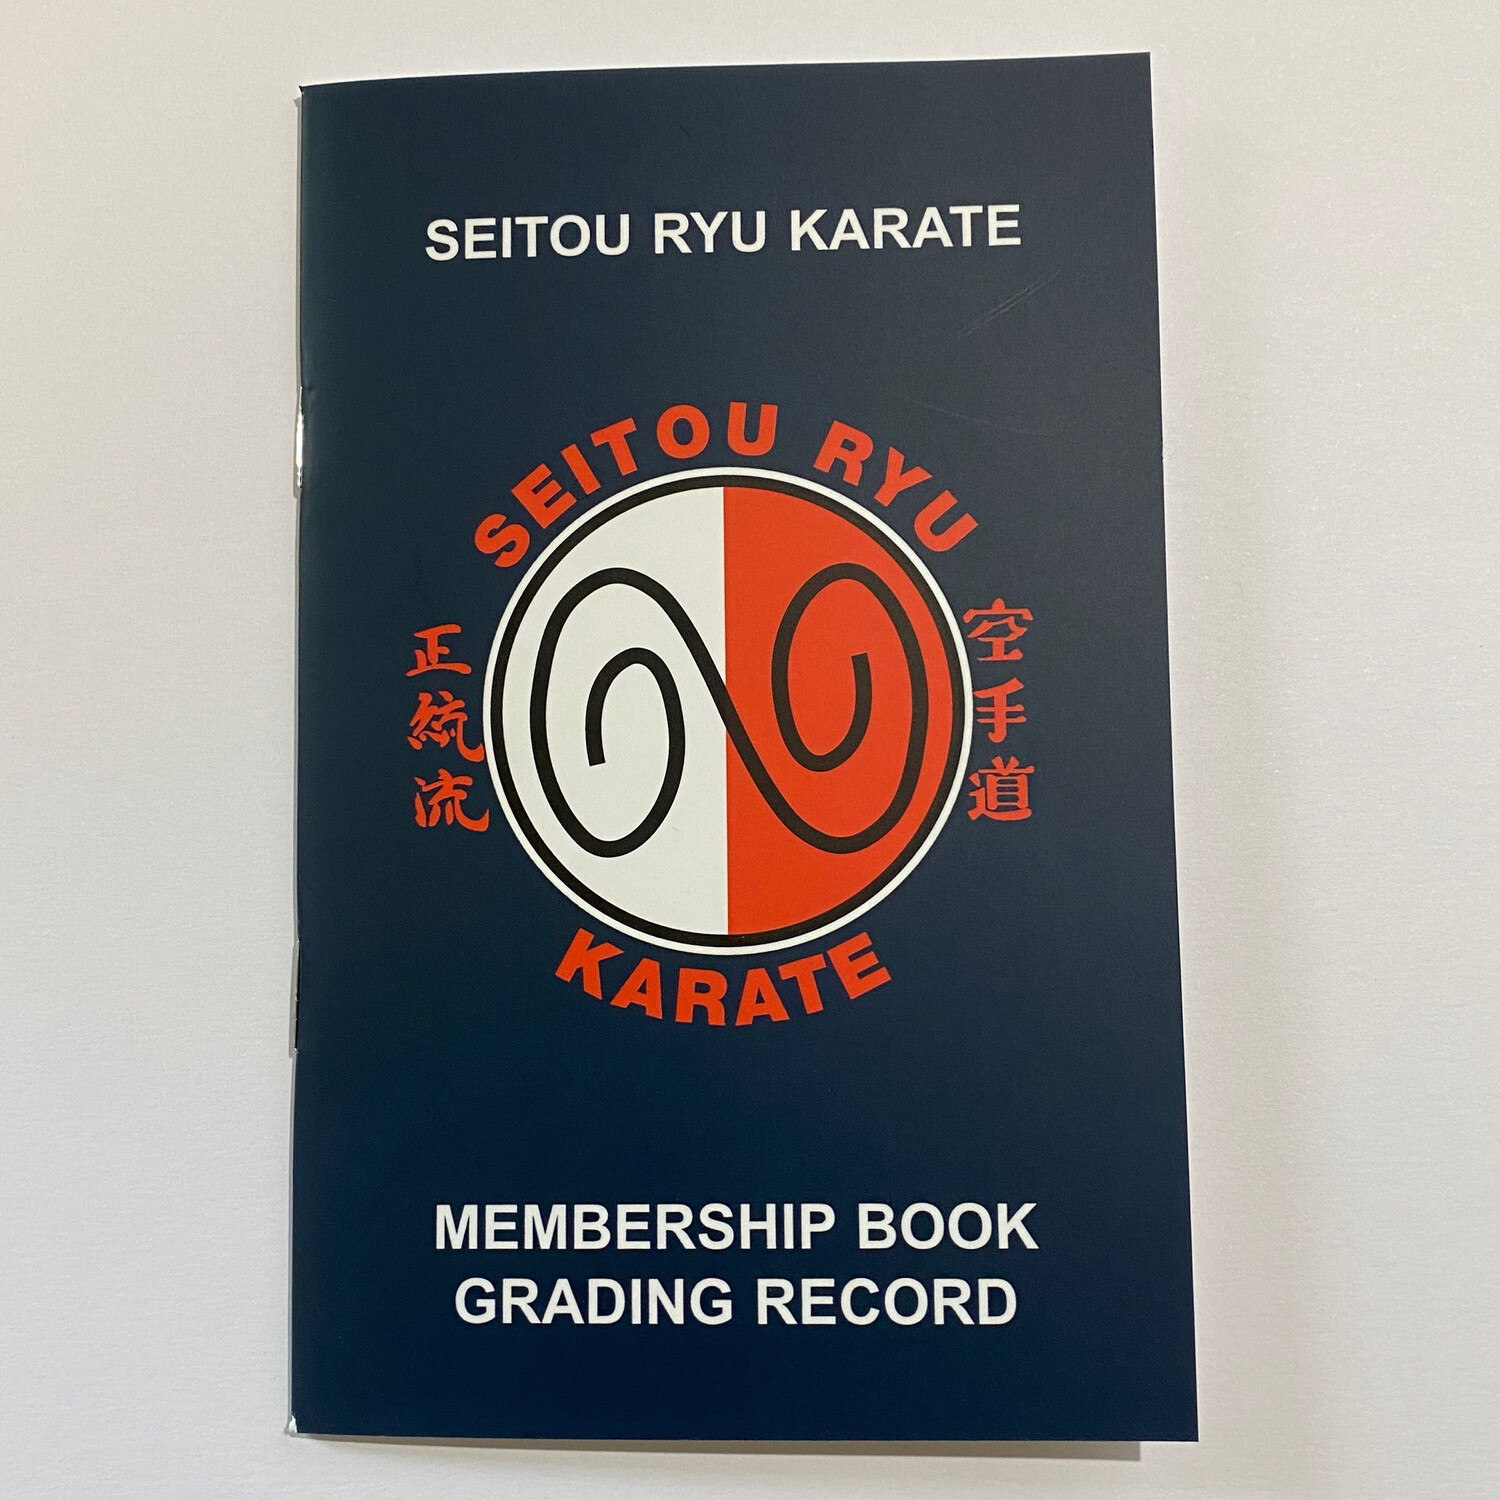 SEITOU RYU KARATE
SEITOU RYU
正統流
空手道
KARATE
MEMBERSHIP BOOK
GRADING RECORD